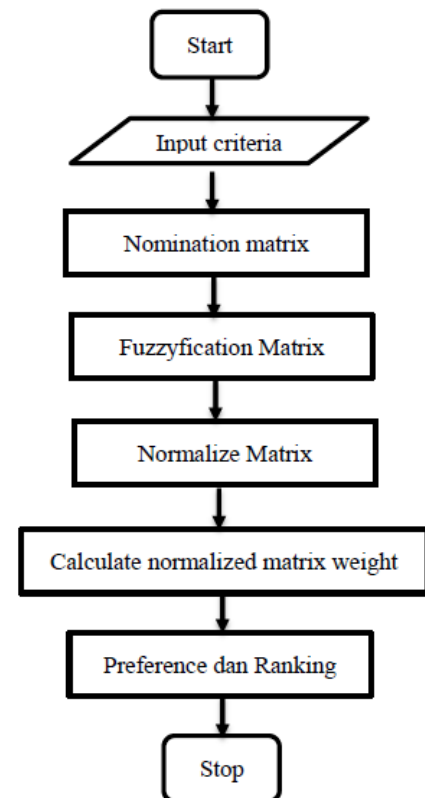 Start
Input criteria
Nomination matrix
Fuzzyfication Matrix
Normalize Matrix
Calculate normalized matrix weight
Preference dan Ranking
Stop